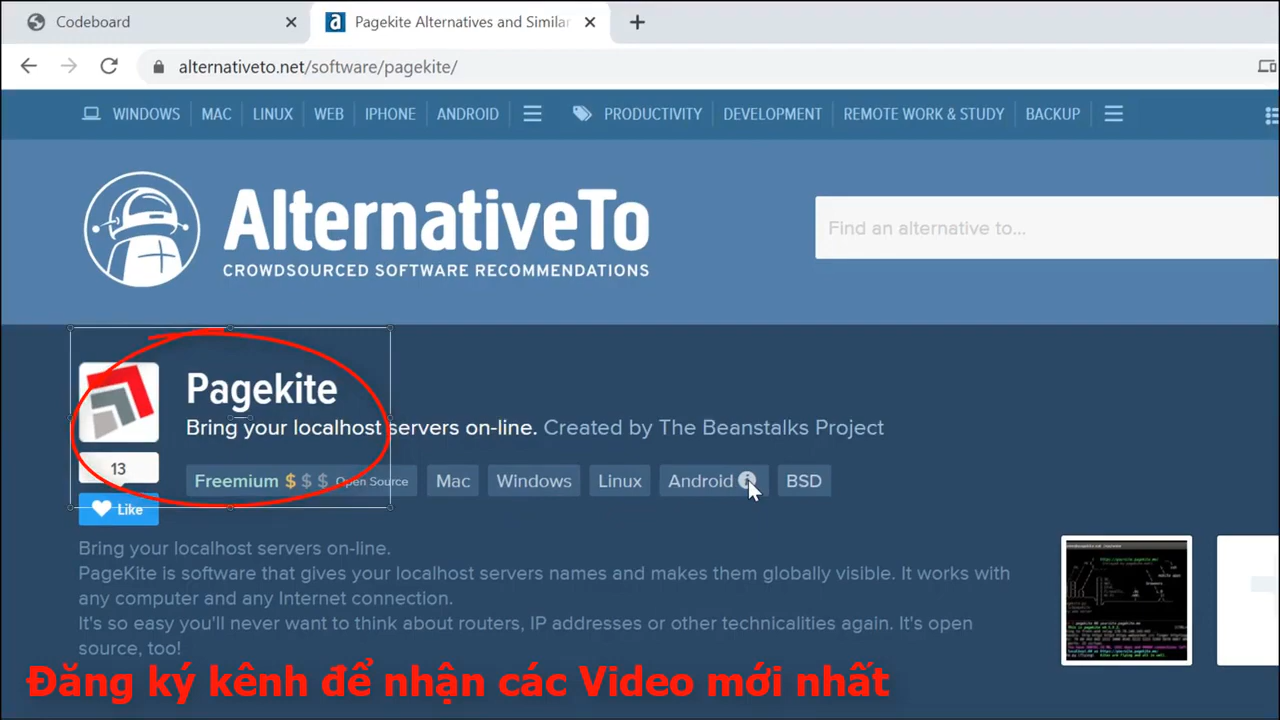 Codeboard
Pagekite Alternatives and Similar
alternativeto.net/software/pagekite/
WINDOWS MAC LINUX WEB IPHONE ANDROID PRODUCTIVITY DEVELOPMENT REMOTE WORK & STUDY BACKUP
AlternativeTo
CROWDSOURCED SOFTWARE RECOMMENDATIONS
Find an alternative to...
Pagekite
Bring your localhost servers on-line. Created by The Beanstalks Project
13
Freemium $ $ $ Open Source Mac Windows Linux Android BSD
Like
Bring your localhost servers on-line.
PageKite is software that gives your localhost servers names and makes them globally visible. It works with
any computer and any Internet connection.
It's so easy you'll never want to think about routers, IP addresses or other technicalities again. It's open
source, too!
Đăng ký kênh để nhận các Video mới nhất